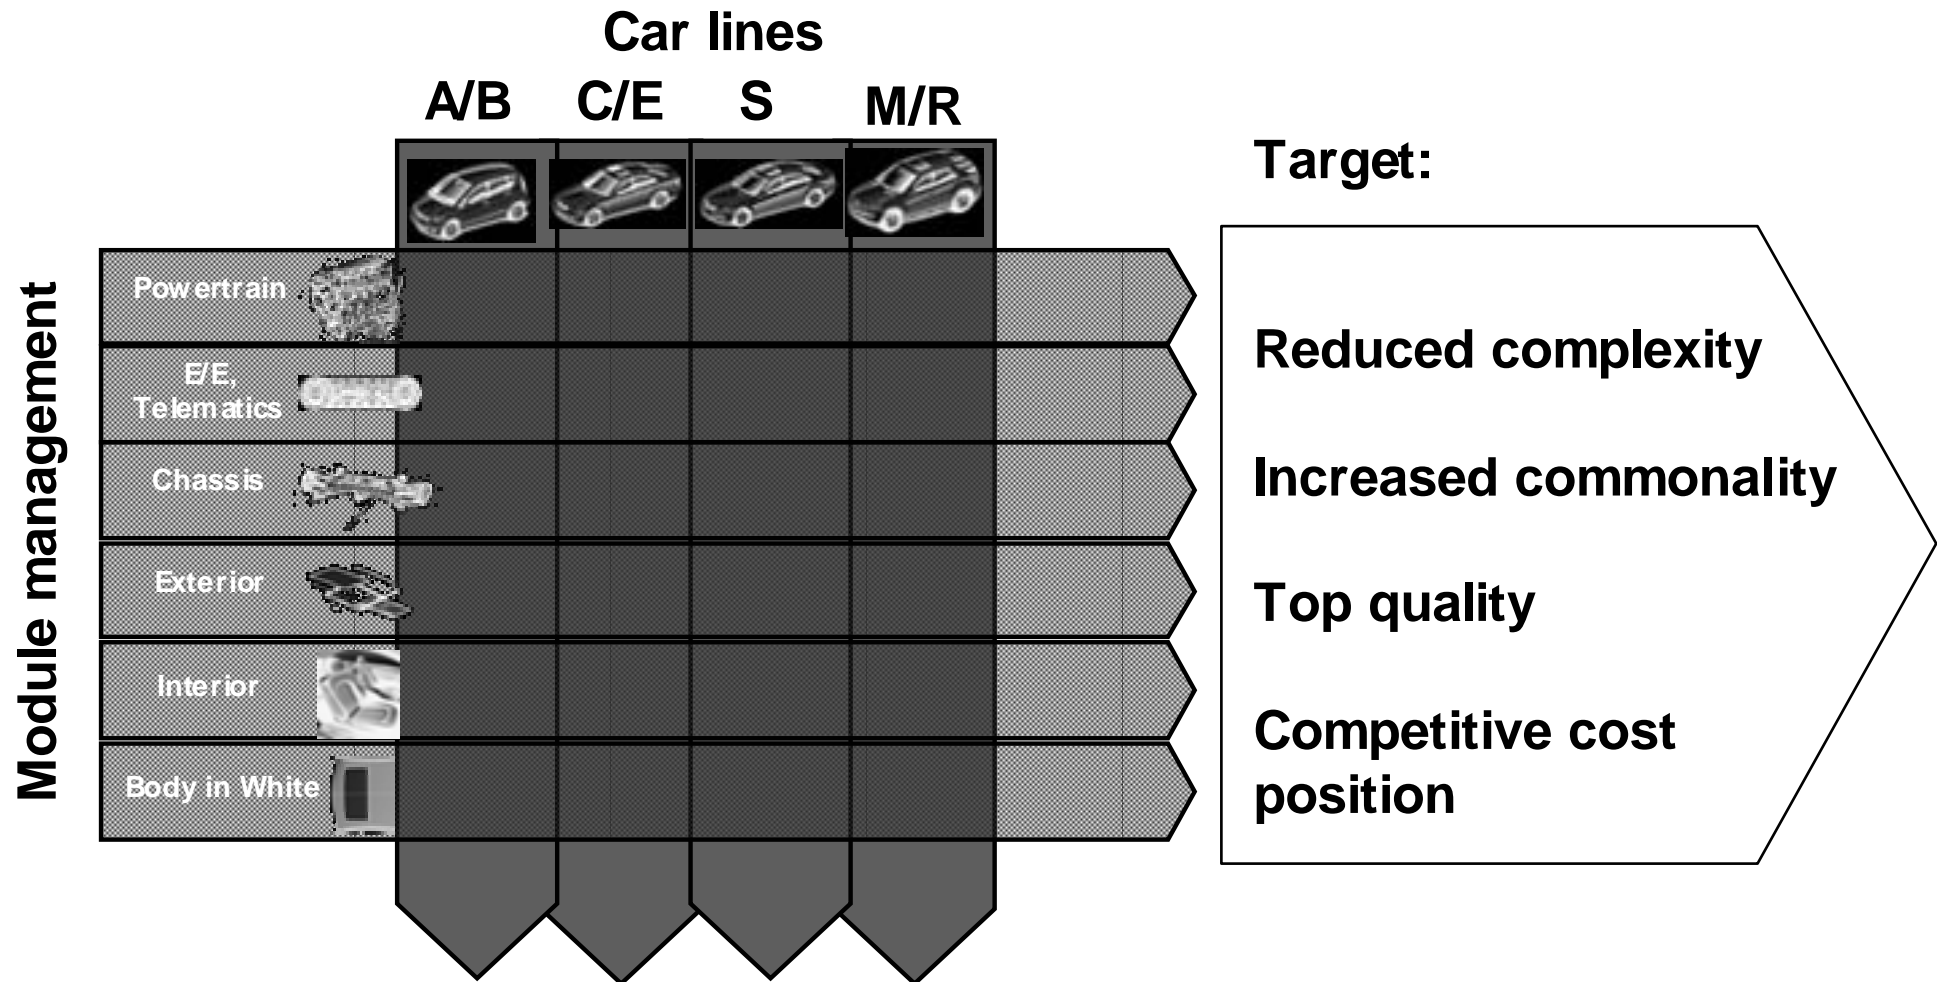 Car lines
A/B C/E S M/R
Target:
Module management
Powertrain
E/E,
Telematics
Chassis
Exterior
Interior
Body in White
Reduced complexity
Increased commonality
Top quality
Competitive cost
position